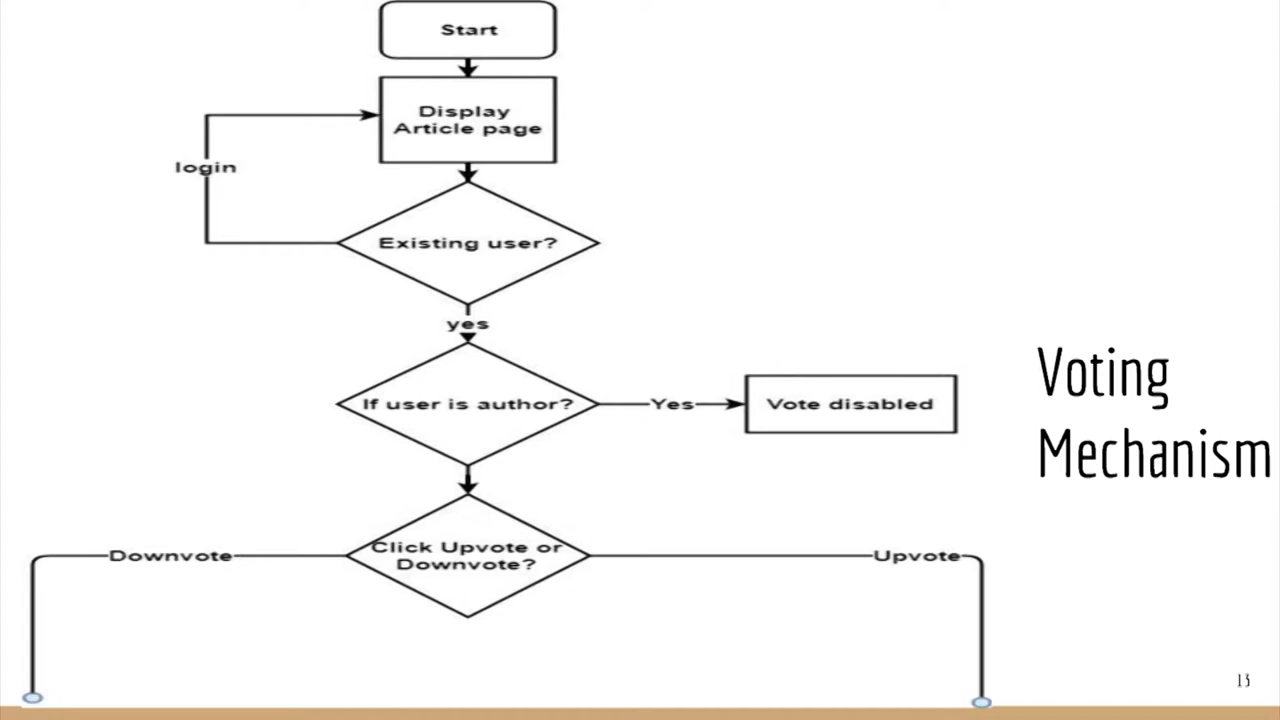 Start
Display
Article page
login
Existing user?
yes
If user is author?
Yes
Vote disabled
Voting
Mechanism
Click Upvote or
Downvote?
Downvote
Upvote
13